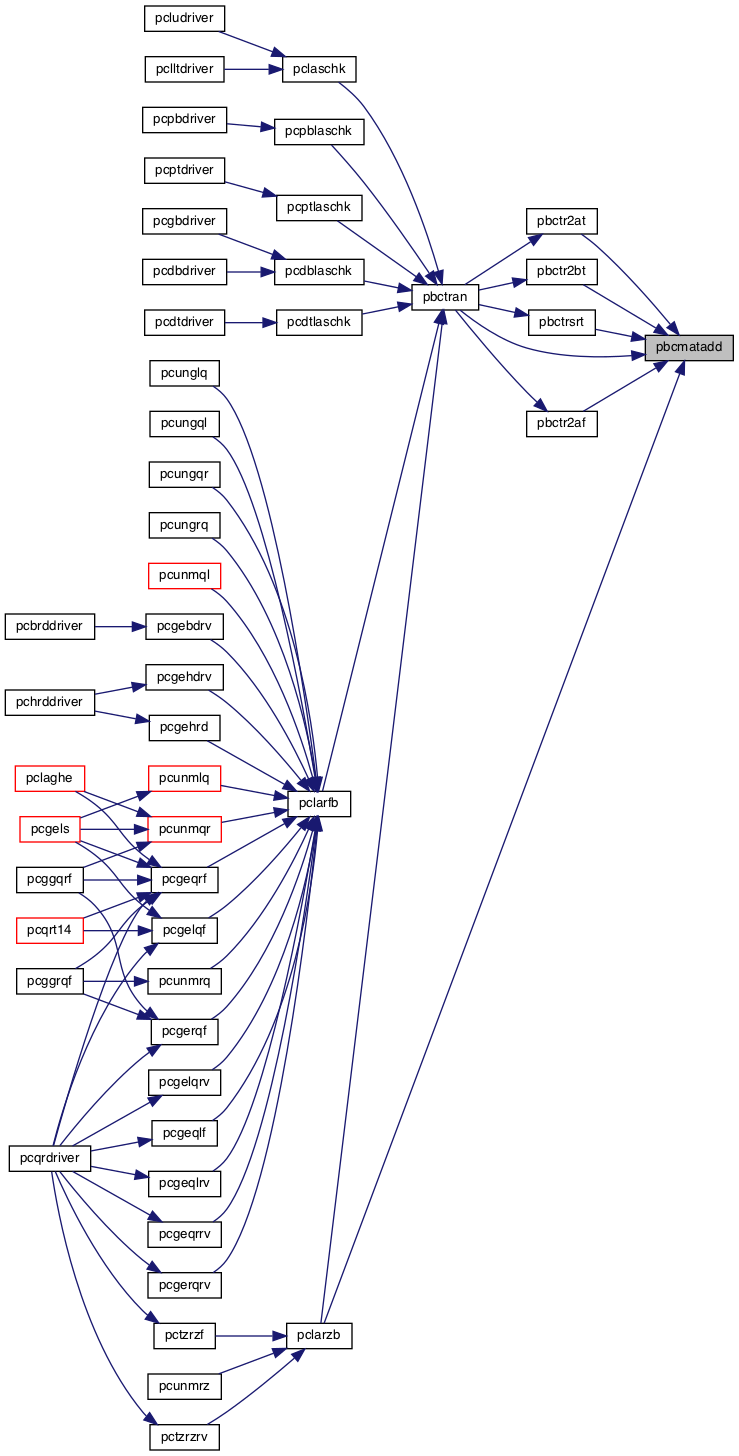 pcludriver
pclltdriver
pclaschk
pcpbdriver
pcpblaschk
pcptdriver
pcptlaschk
pcgbdriver
pcdbdriver
pcdblaschk
pcdtdriver
pcdtlaschk
pbctran
pbctr2at
pbctr2bt
pbctrsrt
pbcmatadd
pbctr2af
pcunglq
pcungql
pcungqr
pcungrq
pcunmql
pcbrddriver
pcgebdrv
pcgehdrv
pchrddriver
pcgehrd
pclaghe
pcunmlq
pclarfb
pcgels
pcunmqr
pcggqrf
pcgeqrf
pcqrt14
pcgelqf
pcggrqf
pcunmrq
pcgerqf
pcgelqrv
pcgeqlf
pcqrdriver
pcgeqlrv
pcgeqrrv
pcgerqrv
pctzrzf
pclarzb
pcunmrz
pctzrzrv